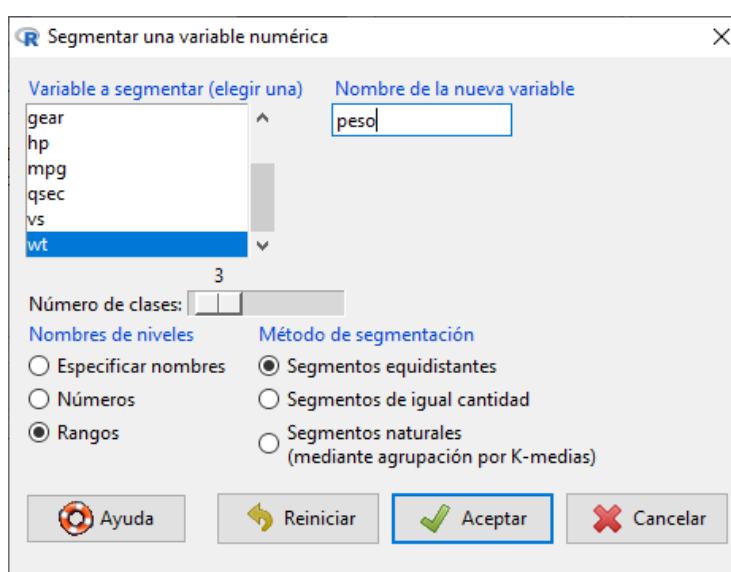 Segmentar una variable numérica
Variable a segmentar (elegir una)
Nombre de la nueva variable
gear
hp
mpg
qsec
vs
wt
peso
3
Número de clases:
Nombres de niveles
Método de segmentación
Especificar nombres
Segmentos equidistantes
Números
Segmentos de igual cantidad
Rangos
Segmentos naturales
(mediante agrupación por K-medias)
Ayuda
Reiniciar
Aceptar
Cancelar